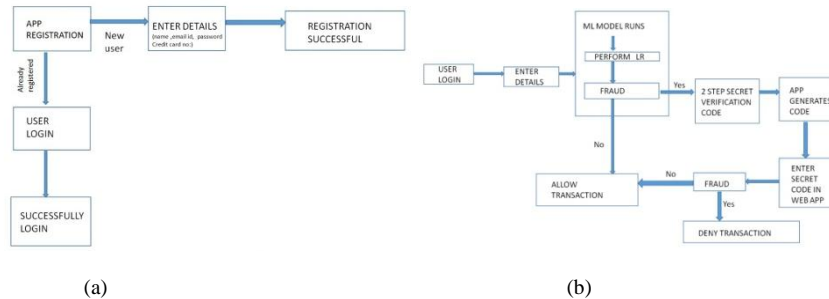 APP
REGISTRATION
New
user
ENTER DETAILS
(name ,email id, password
Credit card no:)
REGISTRATION
SUCCESSFUL
Already
registered
USER
LOGIN
SUCCESSFULLY
LOGIN
(a)
USER
LOGIN
ENTER
DETAILS
ML MODEL RUNS
PERFORM LR
FRAUD
Yes
2 STEP SECRET
VERIFICATION
CODE
APP
GENERATES
CODE
No
ENTER
SECRET
CODE IN
WEB APP
FRAUD
No
ALLOW
TRANSACTION
Yes
DENY TRANSACTION
(b)